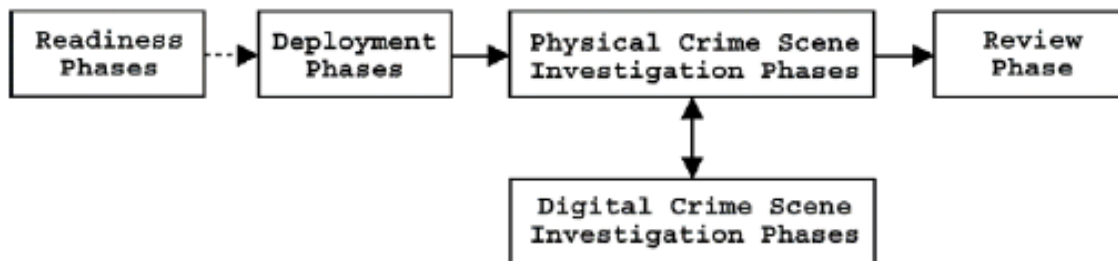 Readiness
Phases
Deployment
Phases
Physical Crime Scene
Investigation Phases
Review
Phase
Digital Crime Scene
Investigation Phases